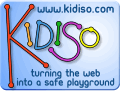 www.kidiso.com
KiDiSO
turning the web
into a safe playground